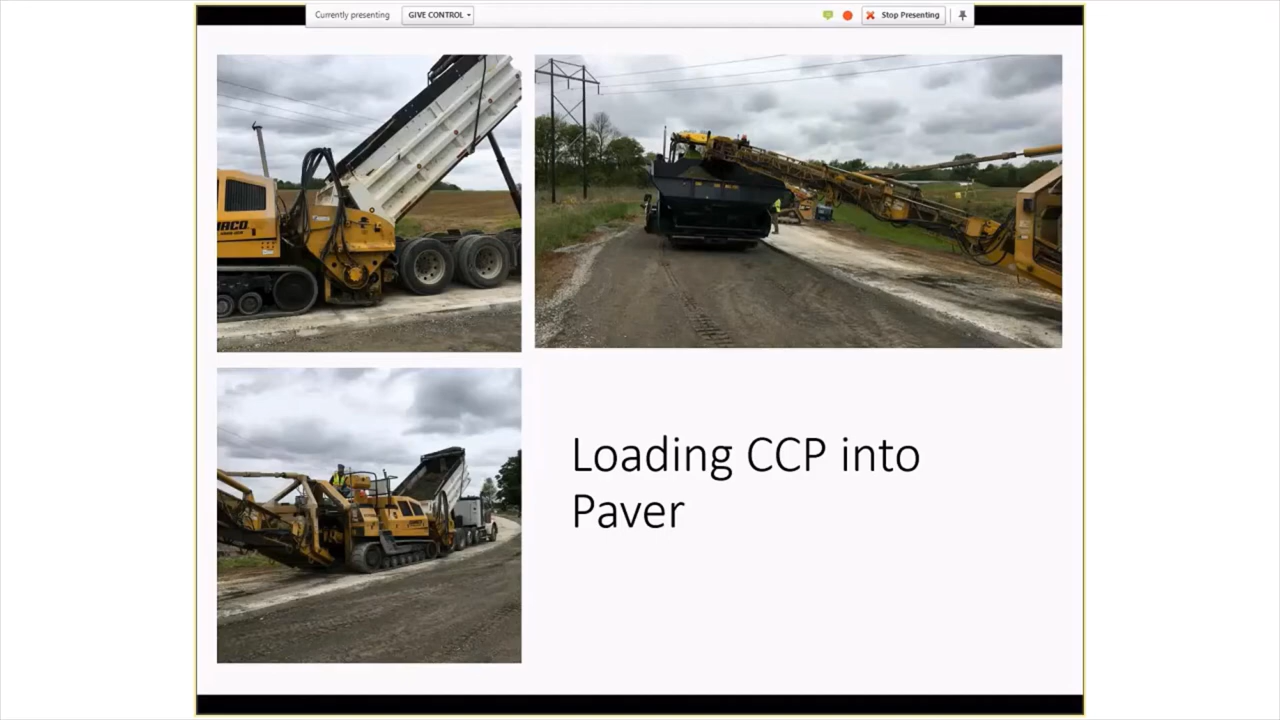 Currently presenting
GIVE CONTROL
Stop Presenting
Loading CCP into
Paver